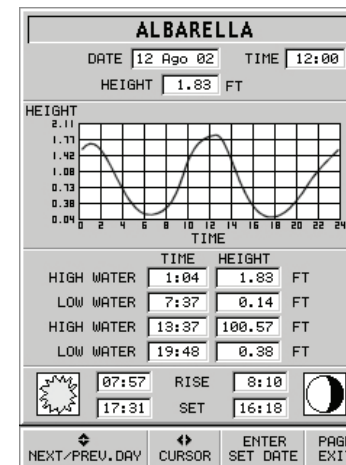 ALBARELLA
DATE 12 Ago 02 TIME 12:00
HEIGHT 1.83 FT
HEIGHT
2.11
1.77
1.42
1.08
0.73
0.38
0.04
0 2 4 6 8 10 12 14 16 18 20 22 24
TIME
TIME HEIGHT
HIGH WATER 1:04 1.83 FT
LOW WATER 7:37 0.14 FT
HIGH WATER 13:37 100.57 FT
LOW WATER 19:48 0.38 FT
07:57 RISE 8:10
17:31 SET 16:18
NEXT/PREV.DAY CURSOR ENTER SET DATE PAGE EXIT